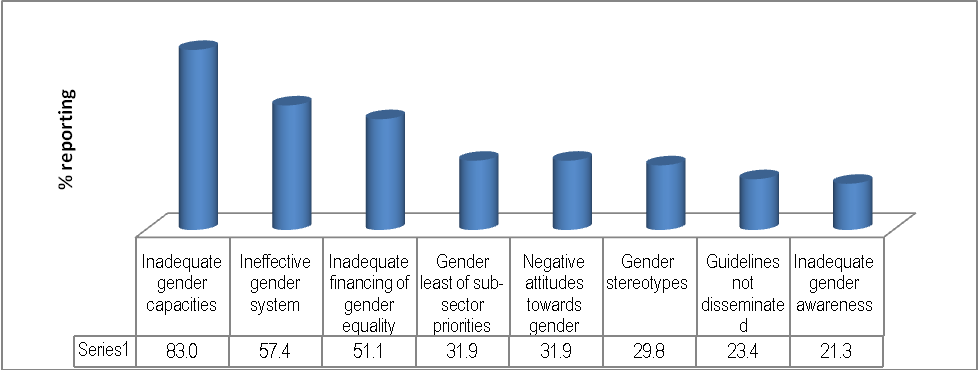 % reporting
Inadequate
gender
capacities
Ineffective
gender
system
Inadequate
financing of
gender
equality
Gender
least of sub-
sector
priorities
Negative
attitudes
towards
gender
Gender
stereotypes
Guidelines
not
disseminate
d
Inadequate
gender
awareness
Series1 83.0 57.4 51.1 31.9 31.9 29.8 23.4 21.3